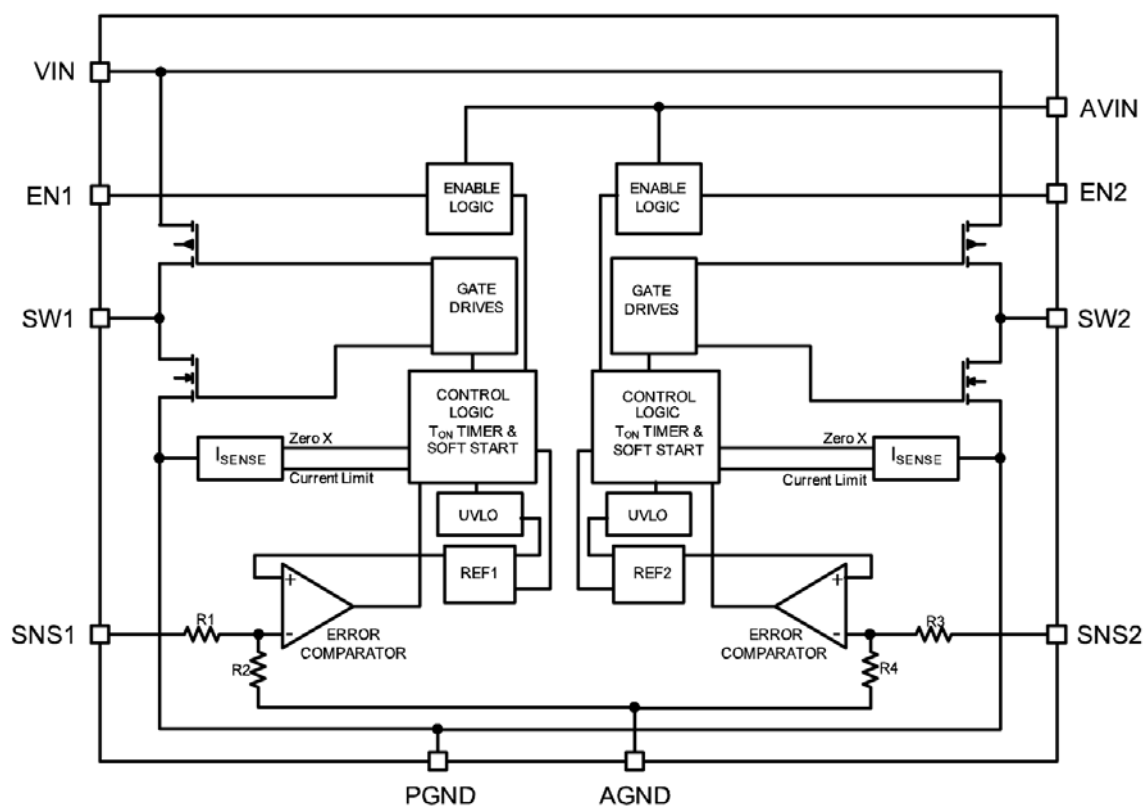 VIN
AVIN
EN1
ENABLE
LOGIC
ENABLE
LOGIC
EN2
SW1
GATE
DRIVES
GATE
DRIVES
SW2
CONTROL
LOGIC
TON TIMER &
SOFT START
CONTROL
LOGIC
TON TIMER &
SOFT START
ISENSE
Zero X
Current Limit
Zero X
Current Limit
ISENSE
UVLO
UVLO
REF1
REF2
+
-
ERROR
COMPARATOR
+
-
ERROR
COMPARATOR
SNS1
R1
R2
R3
R4
SNS2
PGND
AGND